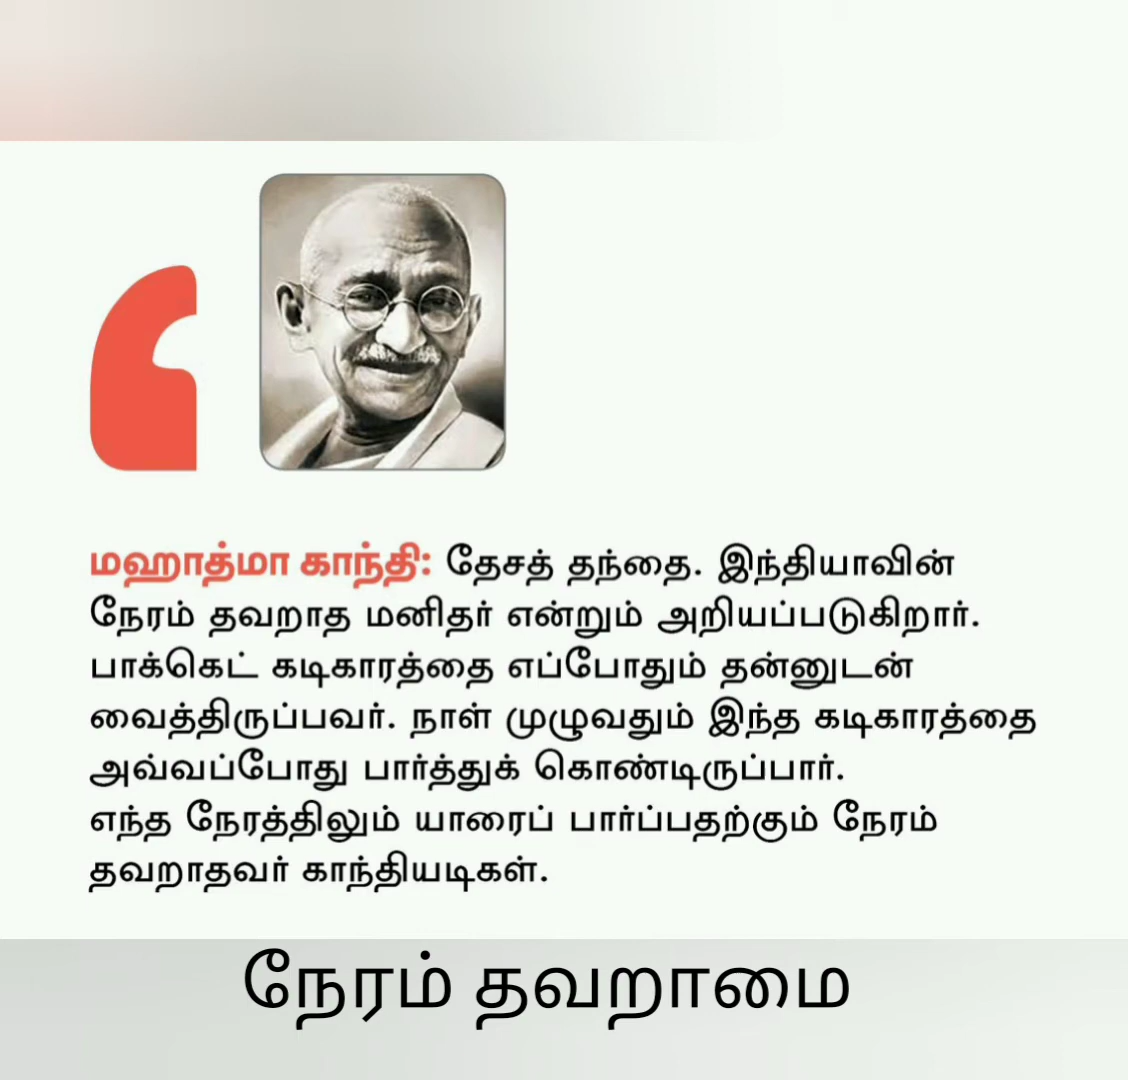 மஹாத்மா காந்தி: தேசத் தந்தை. இந்தியாவின்
நேரம் தவறாத மனிதர் என்றும் அறியப்படுகிறார்.
பாக்கெட் கடிகாரத்தை எப்போதும் தன்னுடன்
வைத்திருப்பவர். நாள் முழுவதும் இந்த கடிகாரத்தை
அவ்வப்போது பார்த்துக் கொண்டிருப்பார்.
எந்த நேரத்திலும் யாரைப் பார்ப்பதற்கும் நேரம்
தவறாதவர் காந்தியடிகள்.
நேரம் தவறாமை